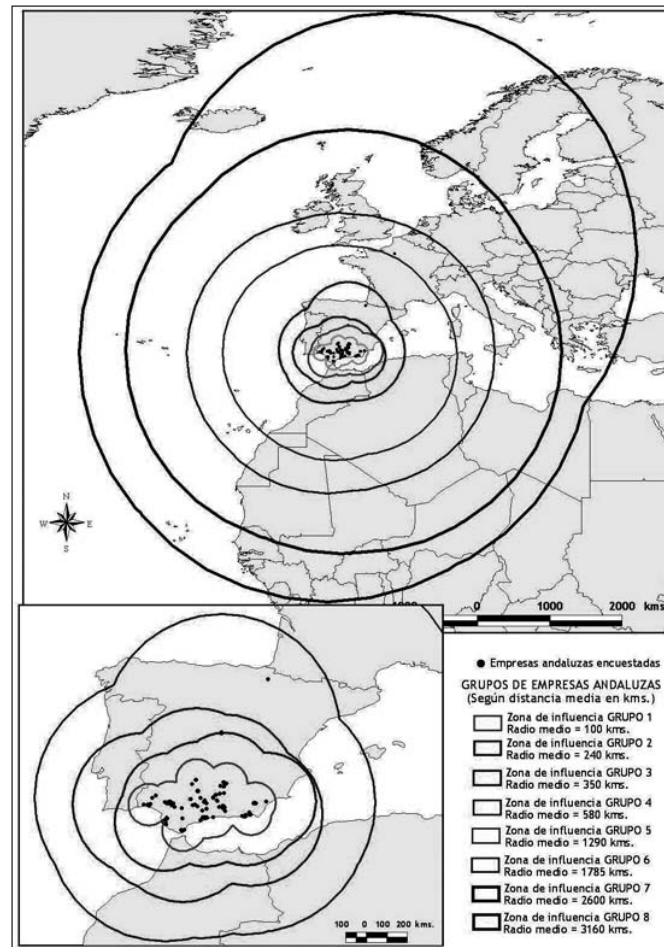 N
W E
S
1000 0 1000 2000 kms.
100 0 100 200 kms.
Empresas andaluzas encuestadas
GRUPOS DE EMPRESAS ANDALUZAS
(Según distancia media en kms.)
Zona de influencia GRUPO 1
Radio medio = 100 kms.
Zona de influencia GRUPO 2
Radio medio = 240 kms.
Zona de influencia GRUPO 3
Radio medio = 350 kms.
Zona de influencia GRUPO 4
Radio medio = 580 kms.
Zona de influencia GRUPO 5
Radio medio = 1290 kms.
Zona de influencia GRUPO 6
Radio medio = 1785 kms.
Zona de influencia GRUPO 7
Radio medio = 2600 kms.
Zona de influencia GRUPO 8
Radio medio = 3160 kms.